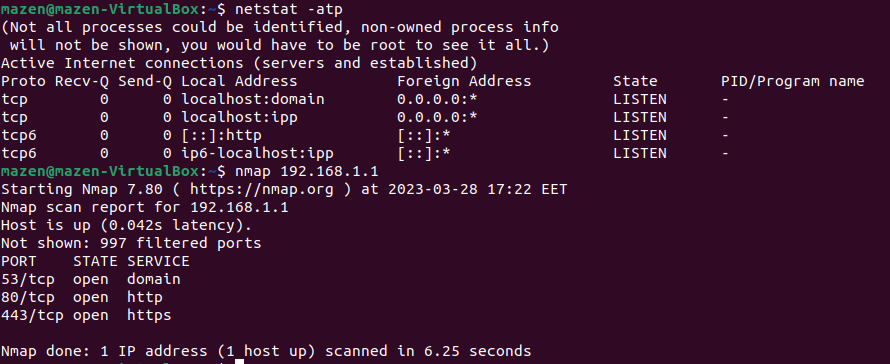 mazen@mazen-VirtualBox:~$ netstat -atp
(Not all processes could be identified, non-owned process info
 will not be shown, you would have to be root to see it all.)
Active Internet connections (servers and established)
Proto Recv-Q Send-Q Local Address           Foreign Address         State       PID/Program name
tcp        0      0 localhost:domain        0.0.0.0:*               LISTEN      -
tcp        0      0 localhost:ipp           0.0.0.0:*               LISTEN      -
tcp6       0      0 [::]:http               [::]:*                  LISTEN      -
tcp6       0      0 ip6-localhost:ipp       [::]:*                  LISTEN      -
mazen@mazen-VirtualBox:~$ nmap 192.168.1.1
Starting Nmap 7.80 ( https://nmap.org ) at 2023-03-28 17:22 EET
Nmap scan report for 192.168.1.1
Host is up (0.042s latency).
Not shown: 997 filtered ports
PORT    STATE SERVICE
53/tcp  open  domain
80/tcp  open  http
443/tcp open  https
Nmap done: 1 IP address (1 host up) scanned in 6.25 seconds